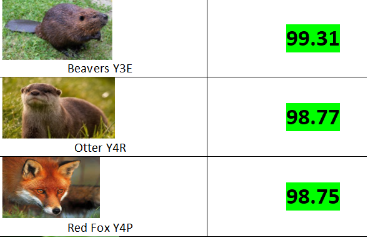 Beavers Y3E
99.31
Otter Y4R
98.77
Red Fox Y4P
98.75